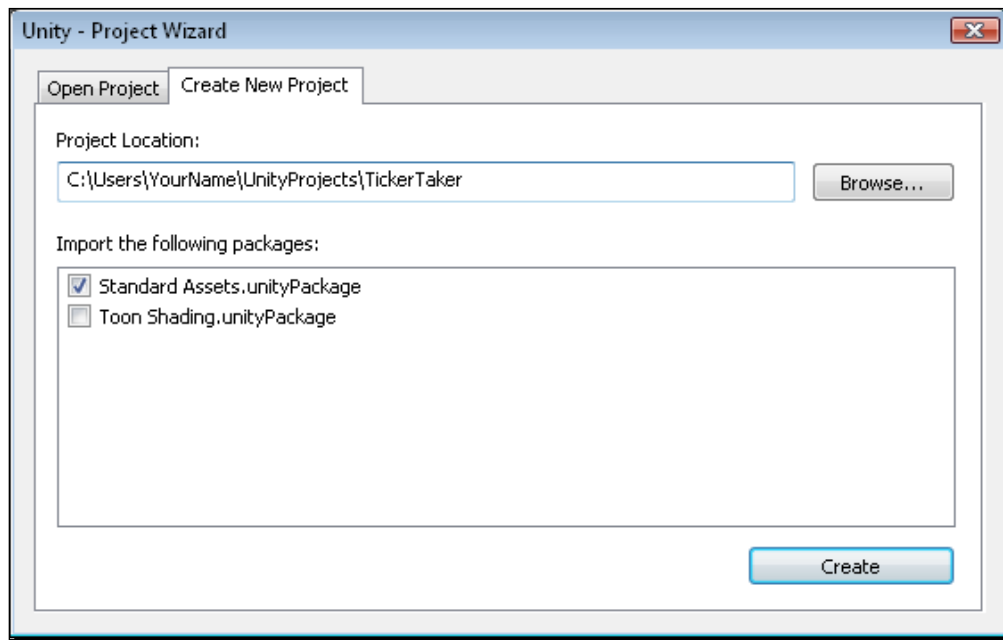 Unity - Project Wizard
Open Project
Create New Project
Project Location:
C:\Users\YourName\UnityProjects\TickerTaker
Browse...
Import the following packages:
Standard Assets.unityPackage
Toon Shading.unityPackage
Create